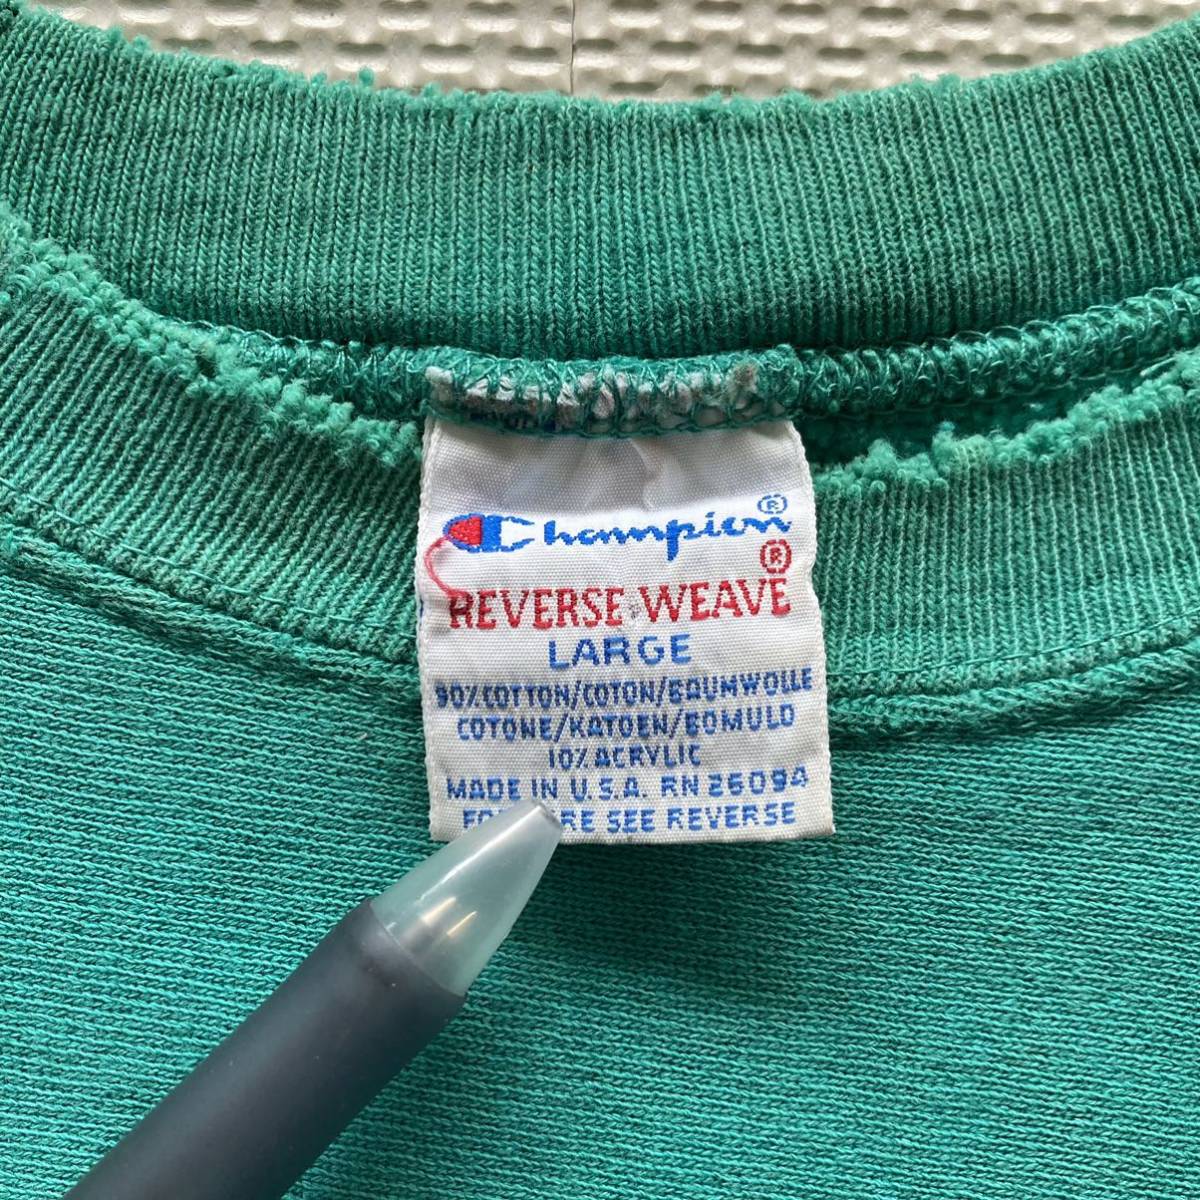 Champion®
®
REVERSE WEAVE
LARGE
90% COTTON/COTON/BAUMWOLLE
COTONE/KATOEN/BOMULD
10% ACRYLIC
MADE IN U.S.A. RN 26094
SEE REVERSE